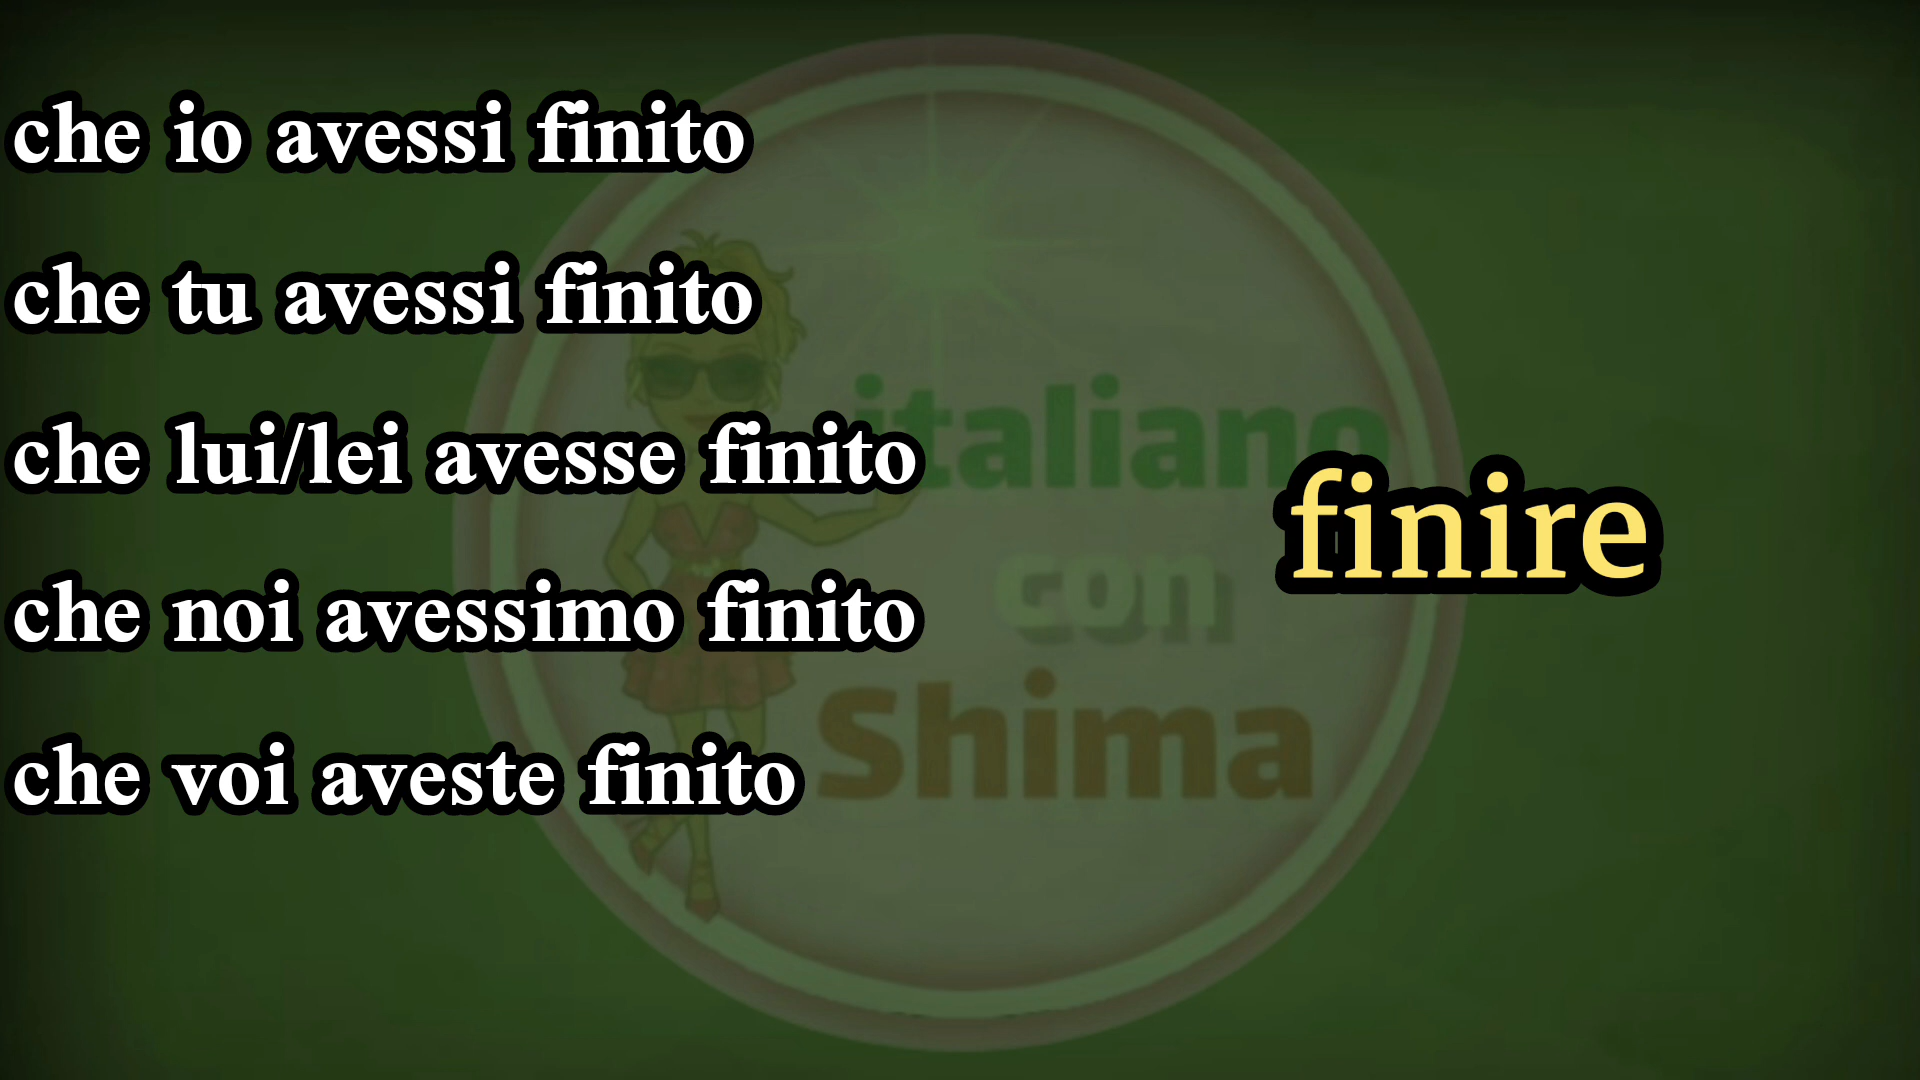 che io avessi finito
che tu avessi finito
che lui/lei avesse finito
che noi avessimo finito
che voi aveste finito
finire
italiano
con
Shima